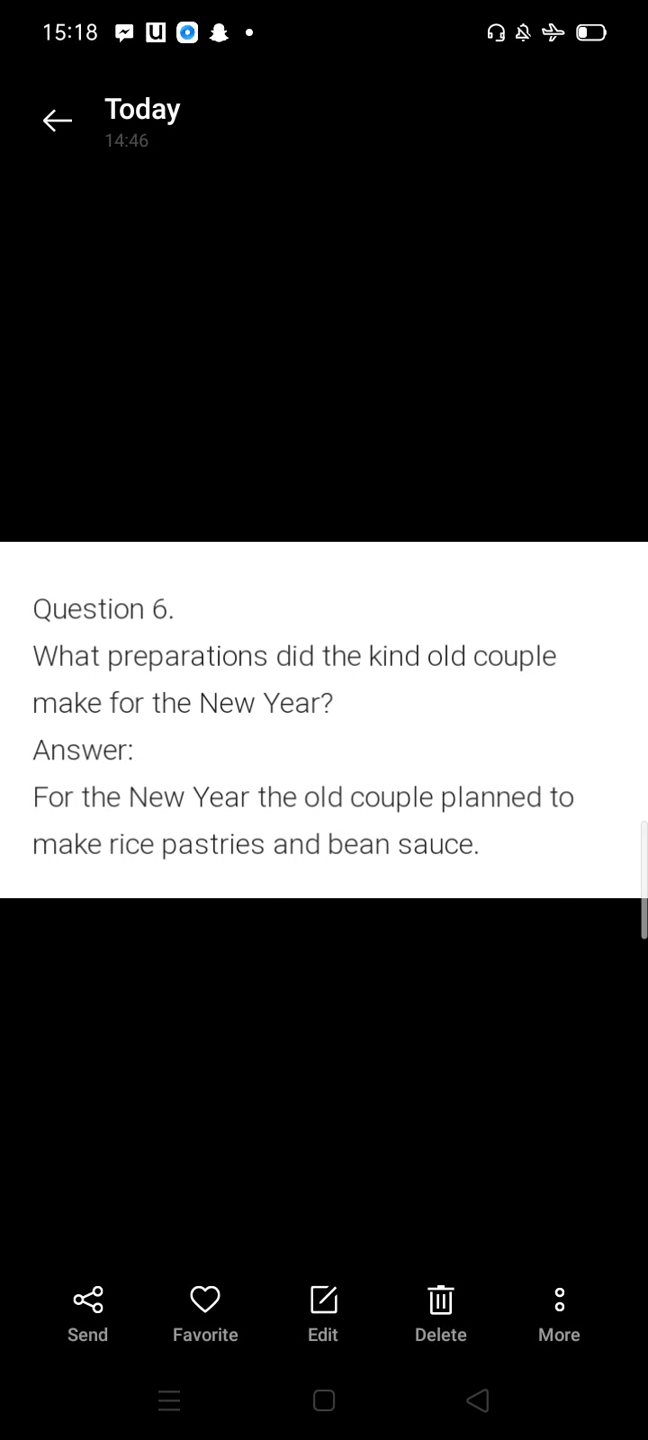 15:18
Today
14:46
Question 6.
What preparations did the kind old couple
make for the New Year?
Answer:
For the New Year the old couple planned to
make rice pastries and bean sauce.
Send Favorite Edit Delete More